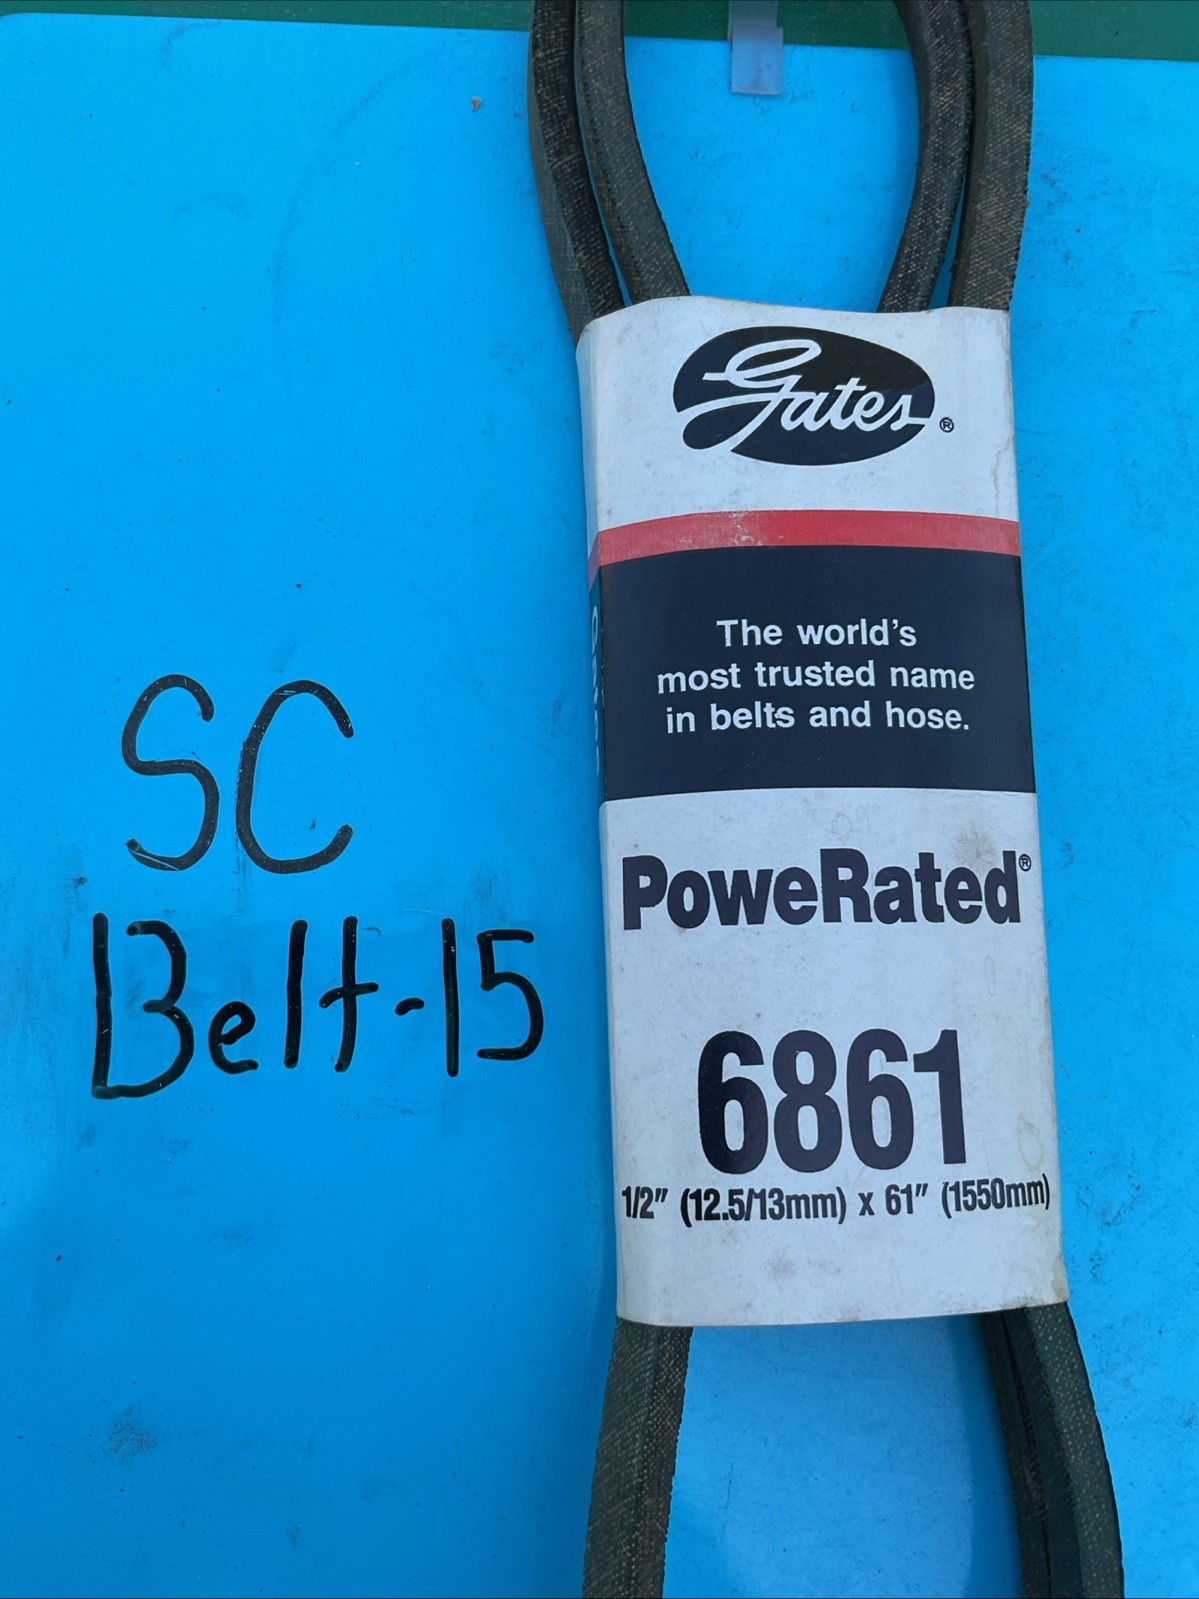 Gates®
The world's
most trusted name
in belts and hose.
PoweRated®
6861
1/2" (12.5/13mm) x 61" (1550mm)
SC
Belt-15